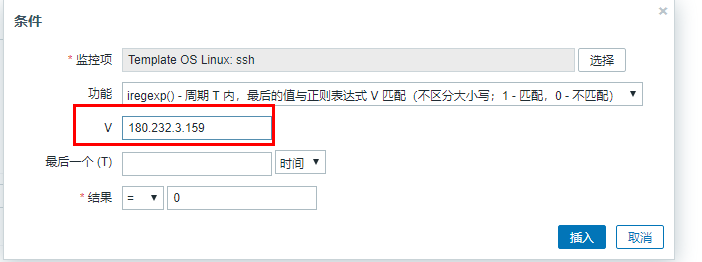 条件
* 监控项 Template OS Linux: ssh 选择
功能 iregexp() - 周期 T 内，最后的值与正则表达式 V 匹配（不区分大小写；1 - 匹配，0 - 不匹配）
V 180.232.3.159
最后一个 (T) 时间
* 结果 = 0
插入 取消